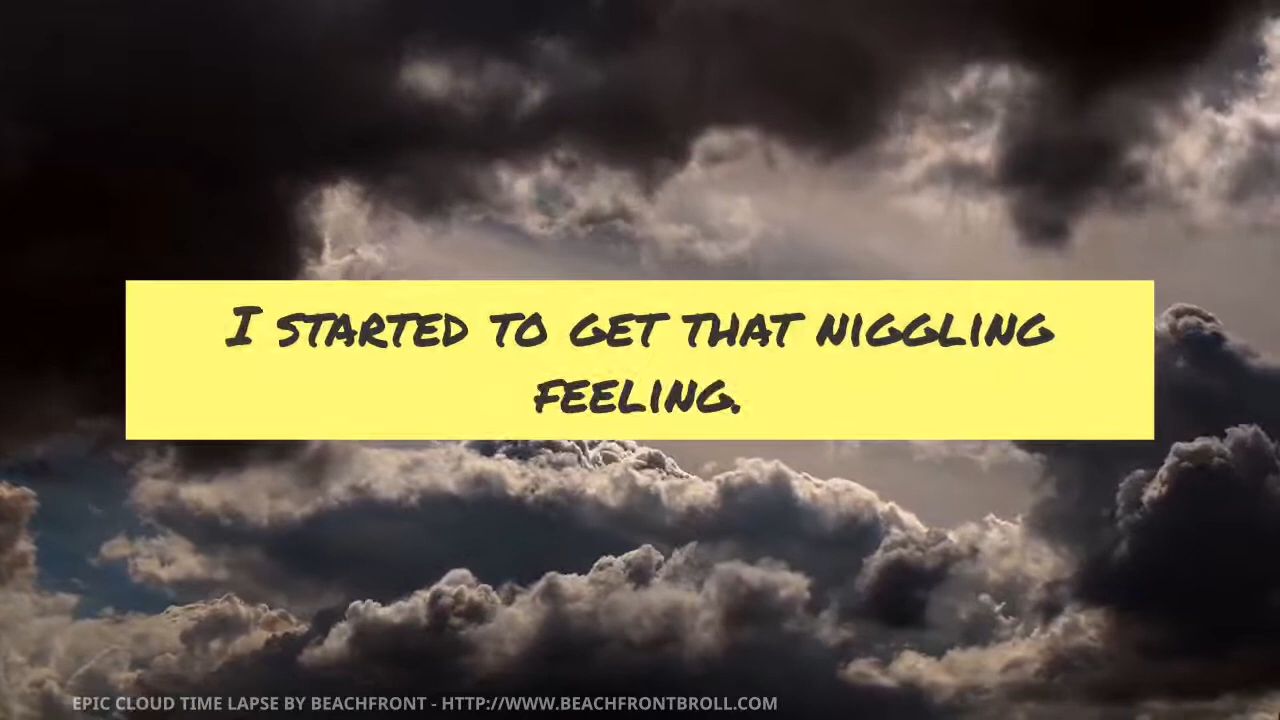 I STARTED TO GET THAT NIGGLING
FEELING.
EPIC CLOUD TIME LAPSE BY BEACHFRONT - HTTP://WWW.BEACHFRONTBROLL.COM